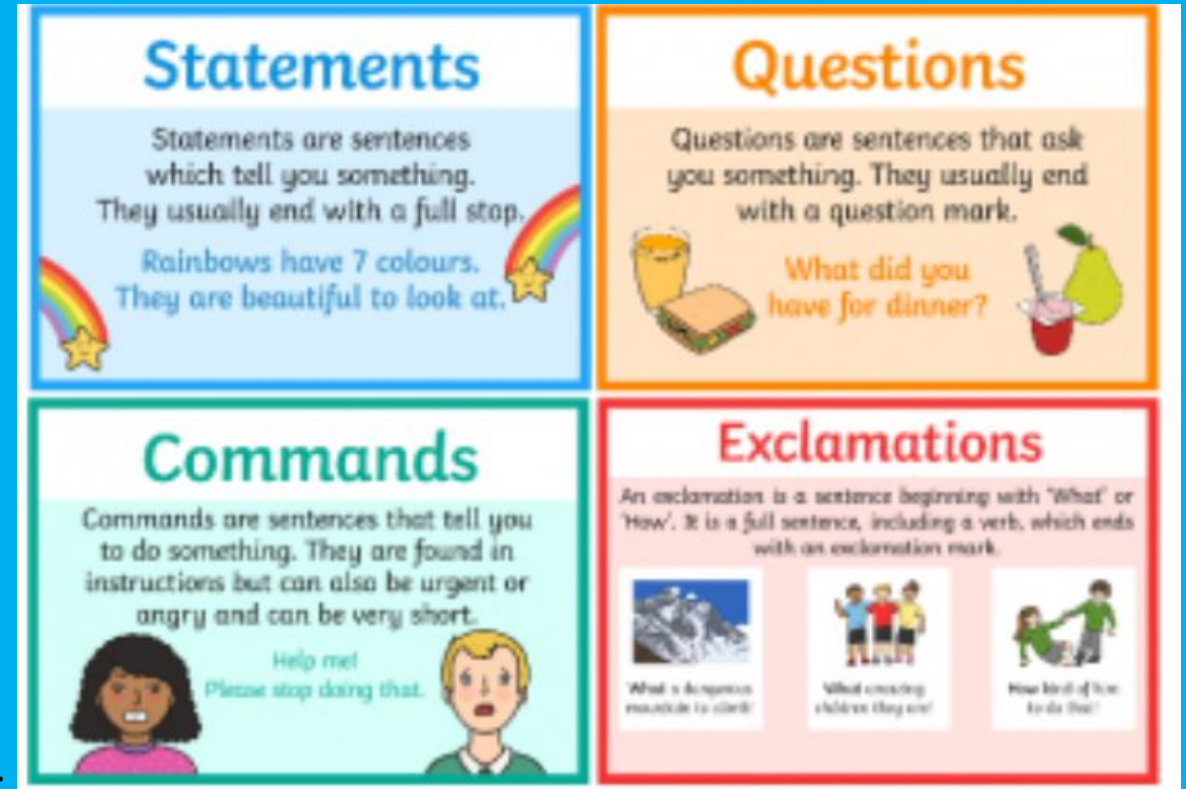 Statements
Statements are sentences
which tell you something.
They usually end with a full stop.
Rainbows have 7 colours.
They are beautiful to look at.
Questions
Questions are sentences that ask
you something. They usually end
with a question mark.
What did you
have for dinner?
Commands
Commands are sentences that tell you
to do something. They are found in
instructions but can also be urgent or
angry and can be very short.
Help me!
Please stop doing that.
Exclamations
An exclamation is a sentence beginning with 'What' or
'How'. It is a full sentence, including a verb, which ends
with an exclamation mark.
What a dangerous
mountain to climb!
What amazing
children they are!
How kind of him
to do that!